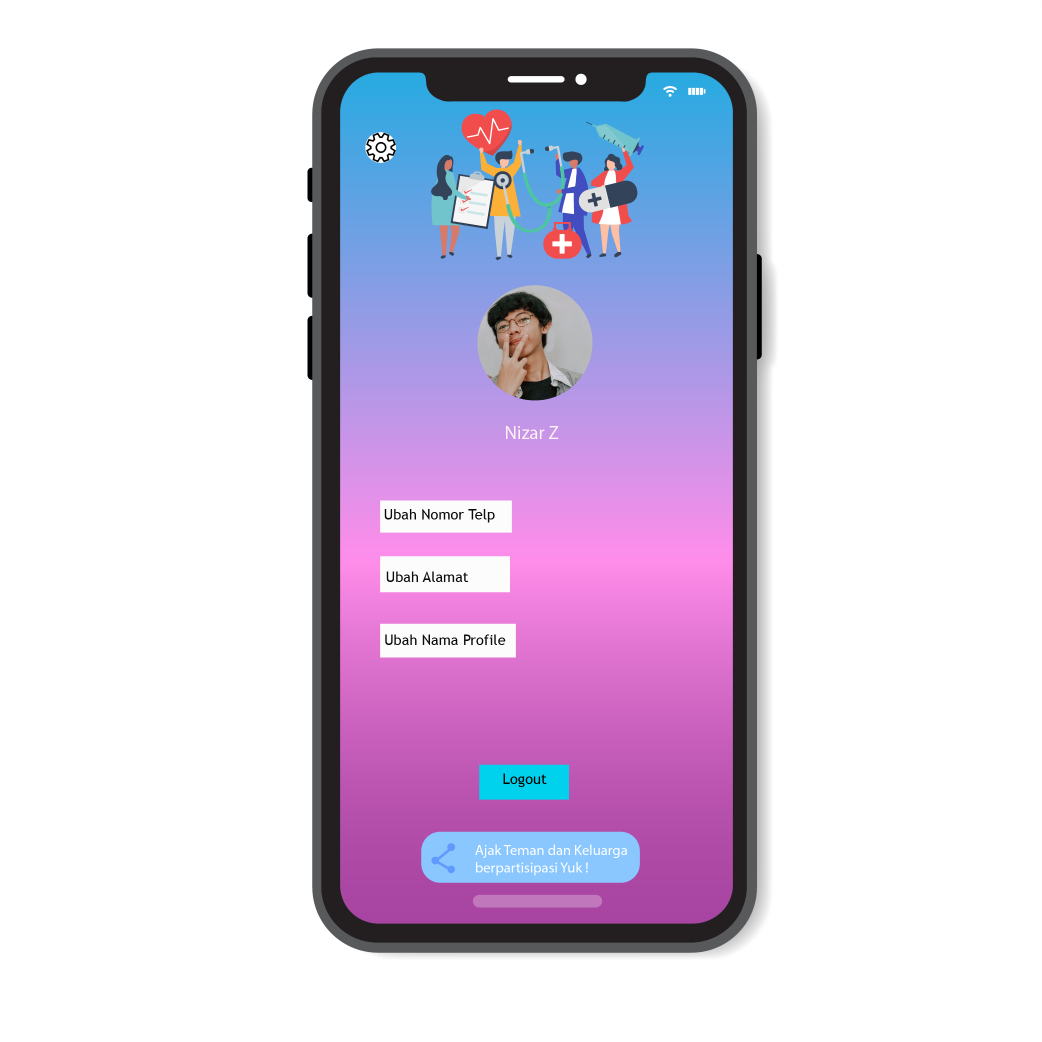 Nizar Z
Ubah Nomor Telp
Ubah Alamat
Ubah Nama Profile
Logout
Ajak Teman dan Keluarga
berpartisipasi Yuk !